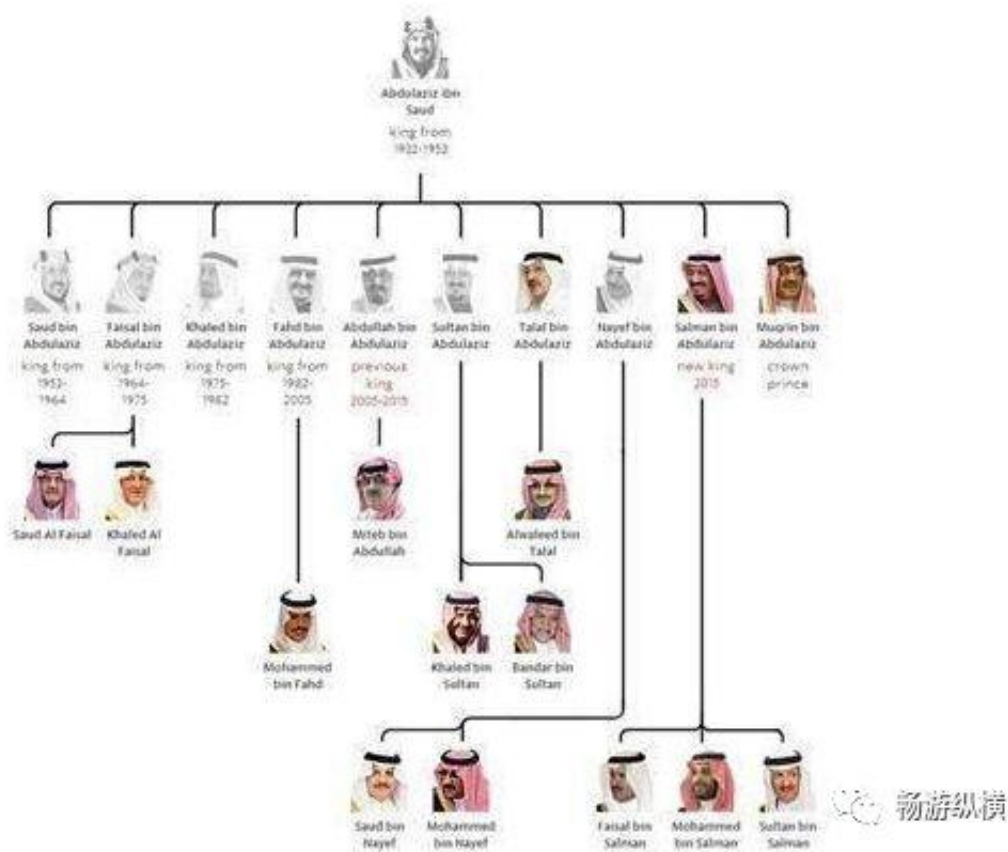 Abdulaziz ibn
Saud
king from
1932-1953
Saud bin
Abdulaziz
king from
1953-
1964
Faisal bin
Abdulaziz
king from
1964-
1975
Khaled bin
Abdulaziz
king from
1975-
1982
Fahd bin
Abdulaziz
king from
1982-
2005
Abdullah bin
Abdulaziz
previous
king
2005-2015
Sultan bin
Abdulaziz
Talal bin
Abdulaziz
Nayef bin
Abdulaziz
Salman bin
Abdulaziz
new king
2015
Muqrin bin
Abdulaziz
crown
prince
Saud Al Faisal
Khaled Al
Faisal
Miteb bin
Abdullah
Alwaleed bin
Talal
Mohammed
bin Fahd
Khaled bin
Sultan
Bandar bin
Sultan
Saud bin
Nayef
Mohammed
bin Nayef
Faisal bin
Salman
Mohammed
bin Salman
Sultan bin
Salman
畅游纵横